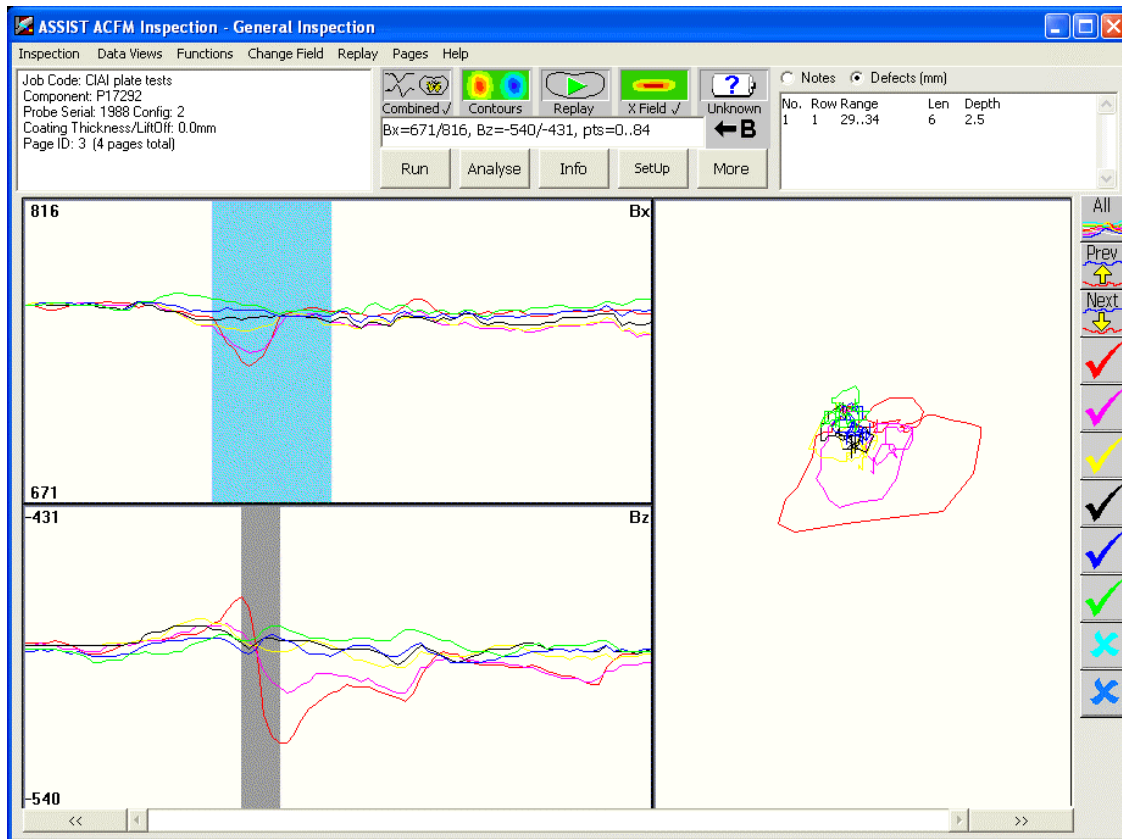 ASSIST ACFM Inspection - General Inspection
Inspection Data Views Functions Change Field Replay Pages Help
Job Code: CIAI plate tests
Component: P17292
Probe Serial: 1988 Config: 2
Coating Thickness/LiftOff: 0.0mm
Page ID: 3 (4 pages total)
Combined √ Contours Replay X Field √ Unknown
Bx=671/816, Bz=-540/-431, pts=0..84
B
Run Analyse Info SetUp More
Notes Defects (mm)
No. Row Range Len Depth
1 1 29..34 6 2.5
816 Bx
671
-431 Bz
-540
All
Prev
Next
<< >>